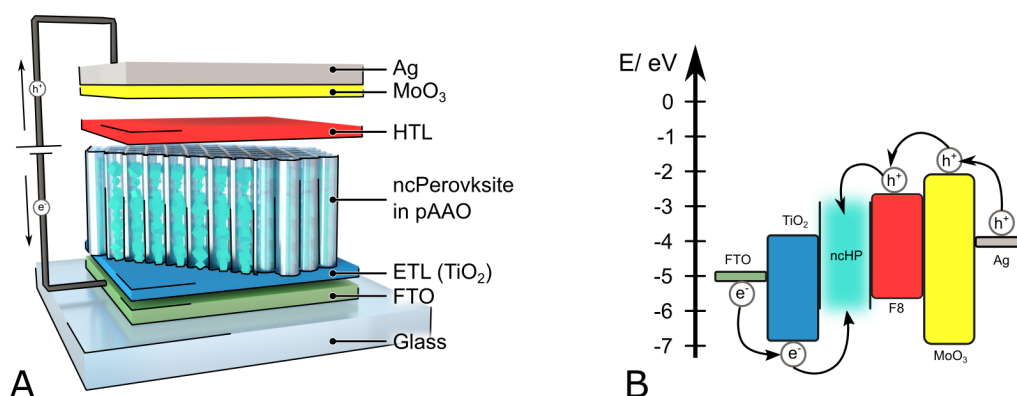 Ag
MoO₃
HTL
ncPerovksite
in pAAO
ETL (TiO₂)
FTO
Glass
h⁺
e⁻
A
E/ eV
0
-1
-2
-3
-4
-5
-6
-7
FTO
e⁻
TiO₂
e⁻
ncHP
h⁺
F8
h⁺
MoO₃
h⁺
Ag
B